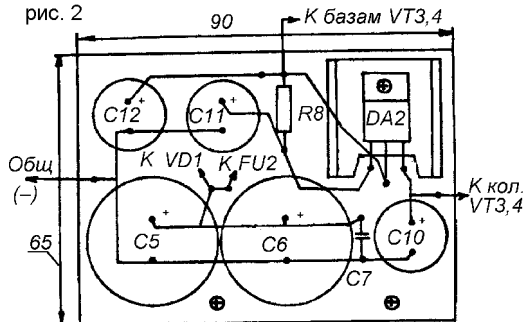 рис. 2
90
К базам VT3,4
C12
C11
R8
DA2
Общ
(–)
К VD1
К FU2
К кол.
VT3,4
65
C5
C6
C7
C10